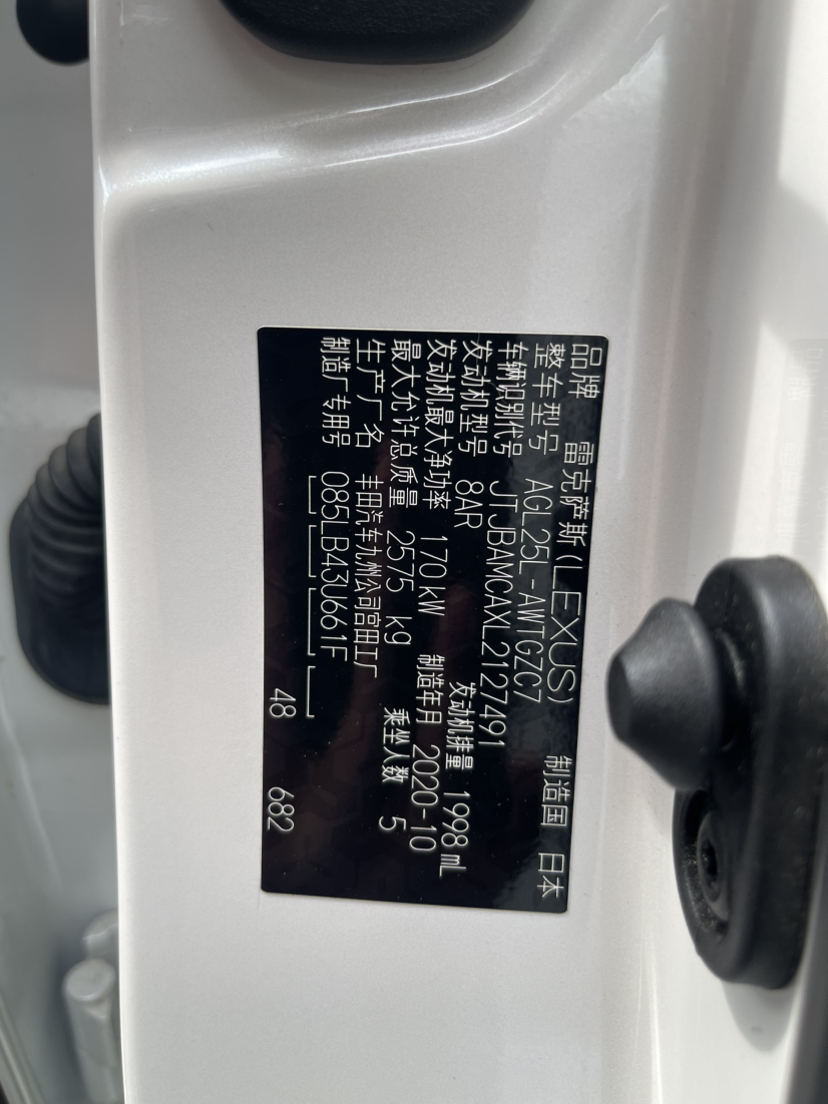 品牌 雷克萨斯(LEXUS) 制造国 日本
整车型号 AGL25L-AWTGZC7
车辆识别代号 JTJBAMCAXL2127491
发动机型号 8AR 发动机排量 1998 mL
发动机最大净功率 170 kW 制造年月 2020-10
最大允许总质量 2575 kg 乘坐人数 5
生产厂名 丰田汽车九州公司宫田工厂
制造厂专用号 085LB43U661F
48 682